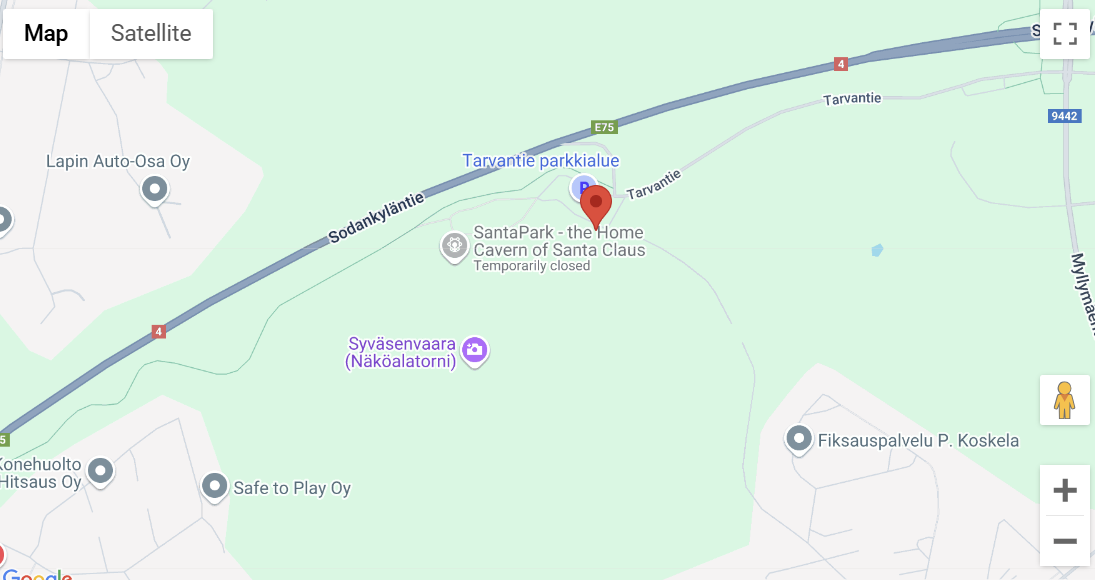 Map
Satellite
4
Tarvantie
9442
E75
Tarvantie parkkialue
P
Lapin Auto-Osa Oy
Tarvantie
Sodankyläntie
SantaPark - the Home
Cavern of Santa Claus
Temporarily closed
4
Syväsenvaara
(Näköalatorni)
Fiksauspalvelu P. Koskela
Konehuolto
Hitsaus Oy
Safe to Play Oy
Google